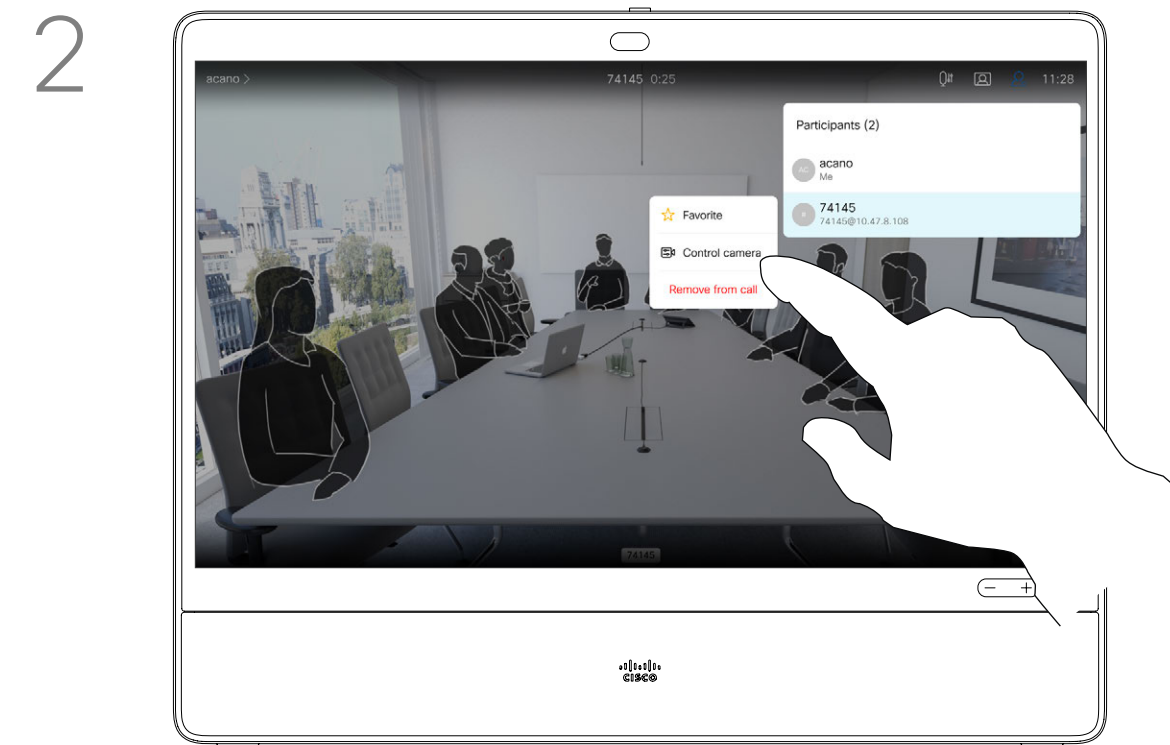 2
acano >
74145 0:25
11:28
Participants (2)
AC
acano
Me
Favorite
74145
74145@10.47.8.108
Control camera
Remove from call
74145
− +
CISCO